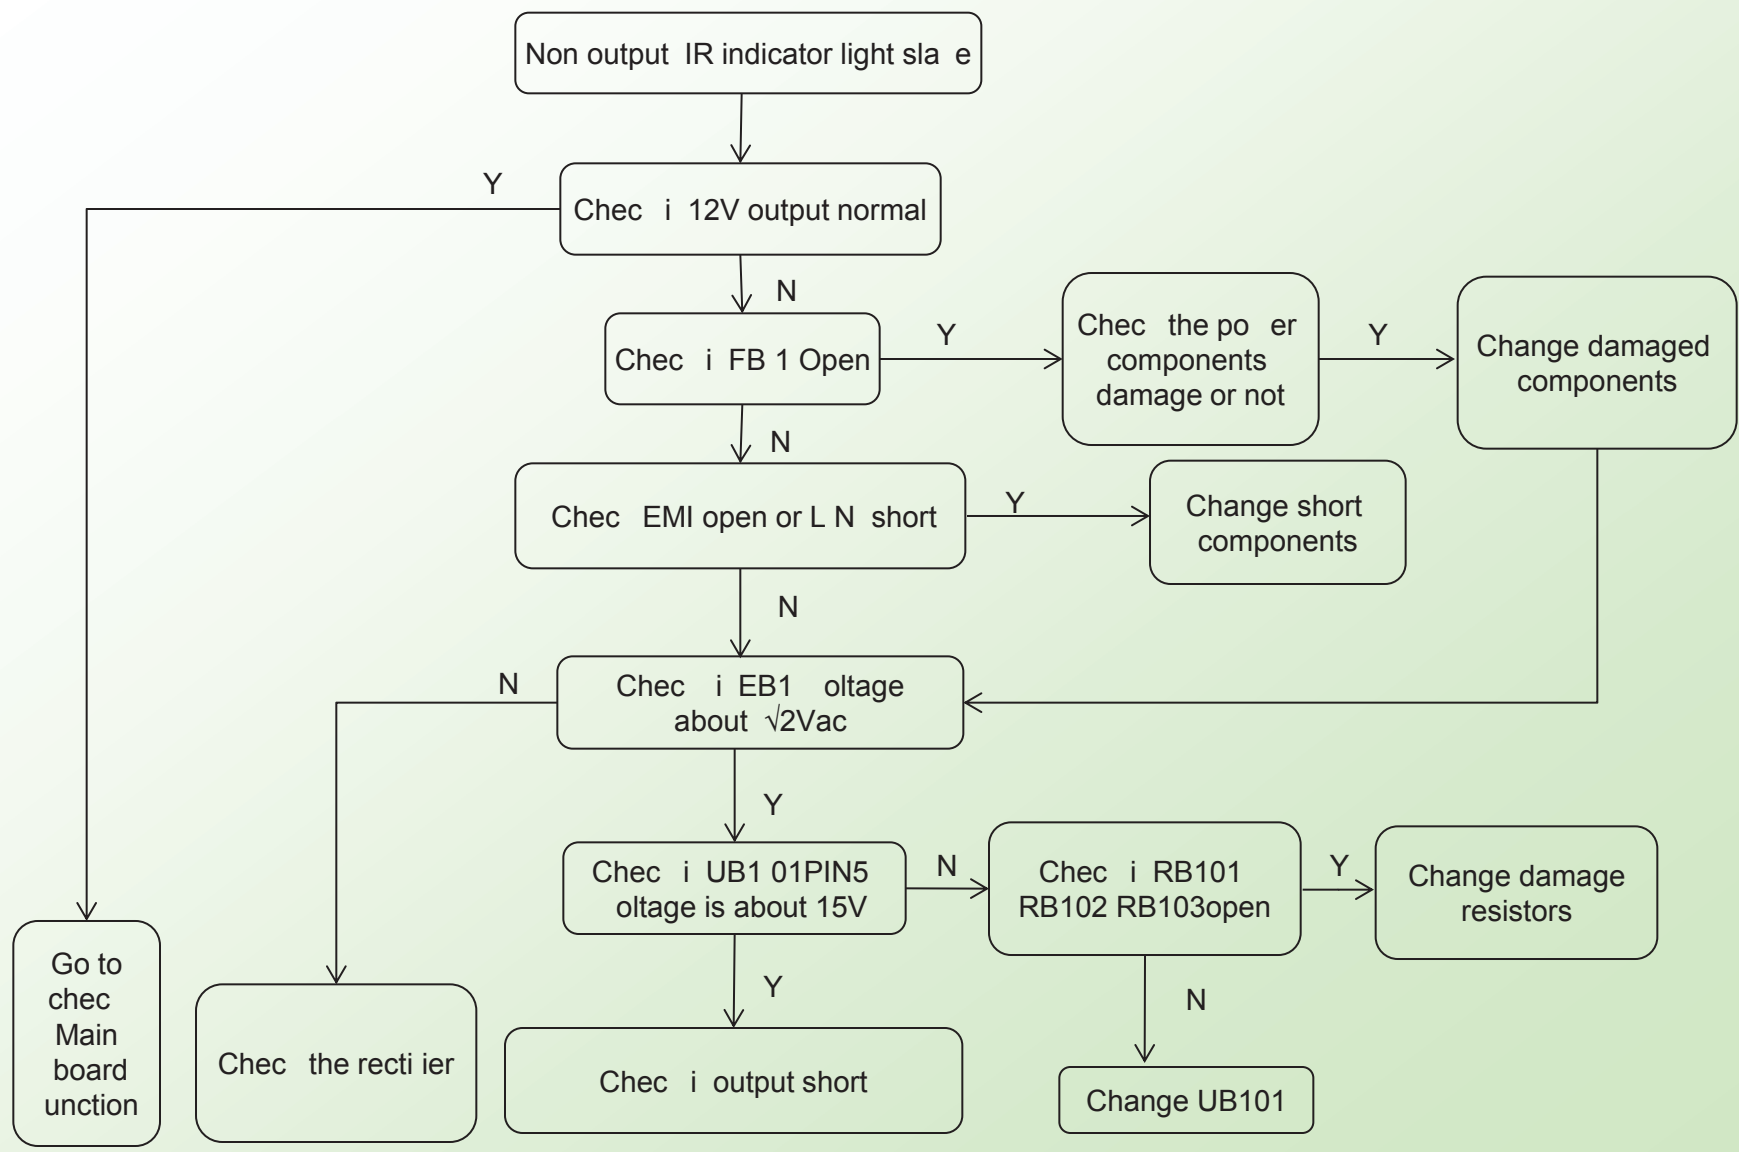 Non output IR indicator light sla e
Y
Chec i 12V output normal
N
Chec i FB 1 Open
Y
Chec the po er
components
damage or not
Y
Change damaged
components
N
Chec EMI open or L N short
Y
Change short
components
N
N
Chec i EB1 oltage
about √2Vac
Y
Chec i UB1 01PIN5
oltage is about 15V
N
Chec i RB101
RB102 RB103open
Y
Change damage
resistors
Go to
chec
Main
board
unction
Chec the recti ier
Y
Chec i output short
N
Change UB101